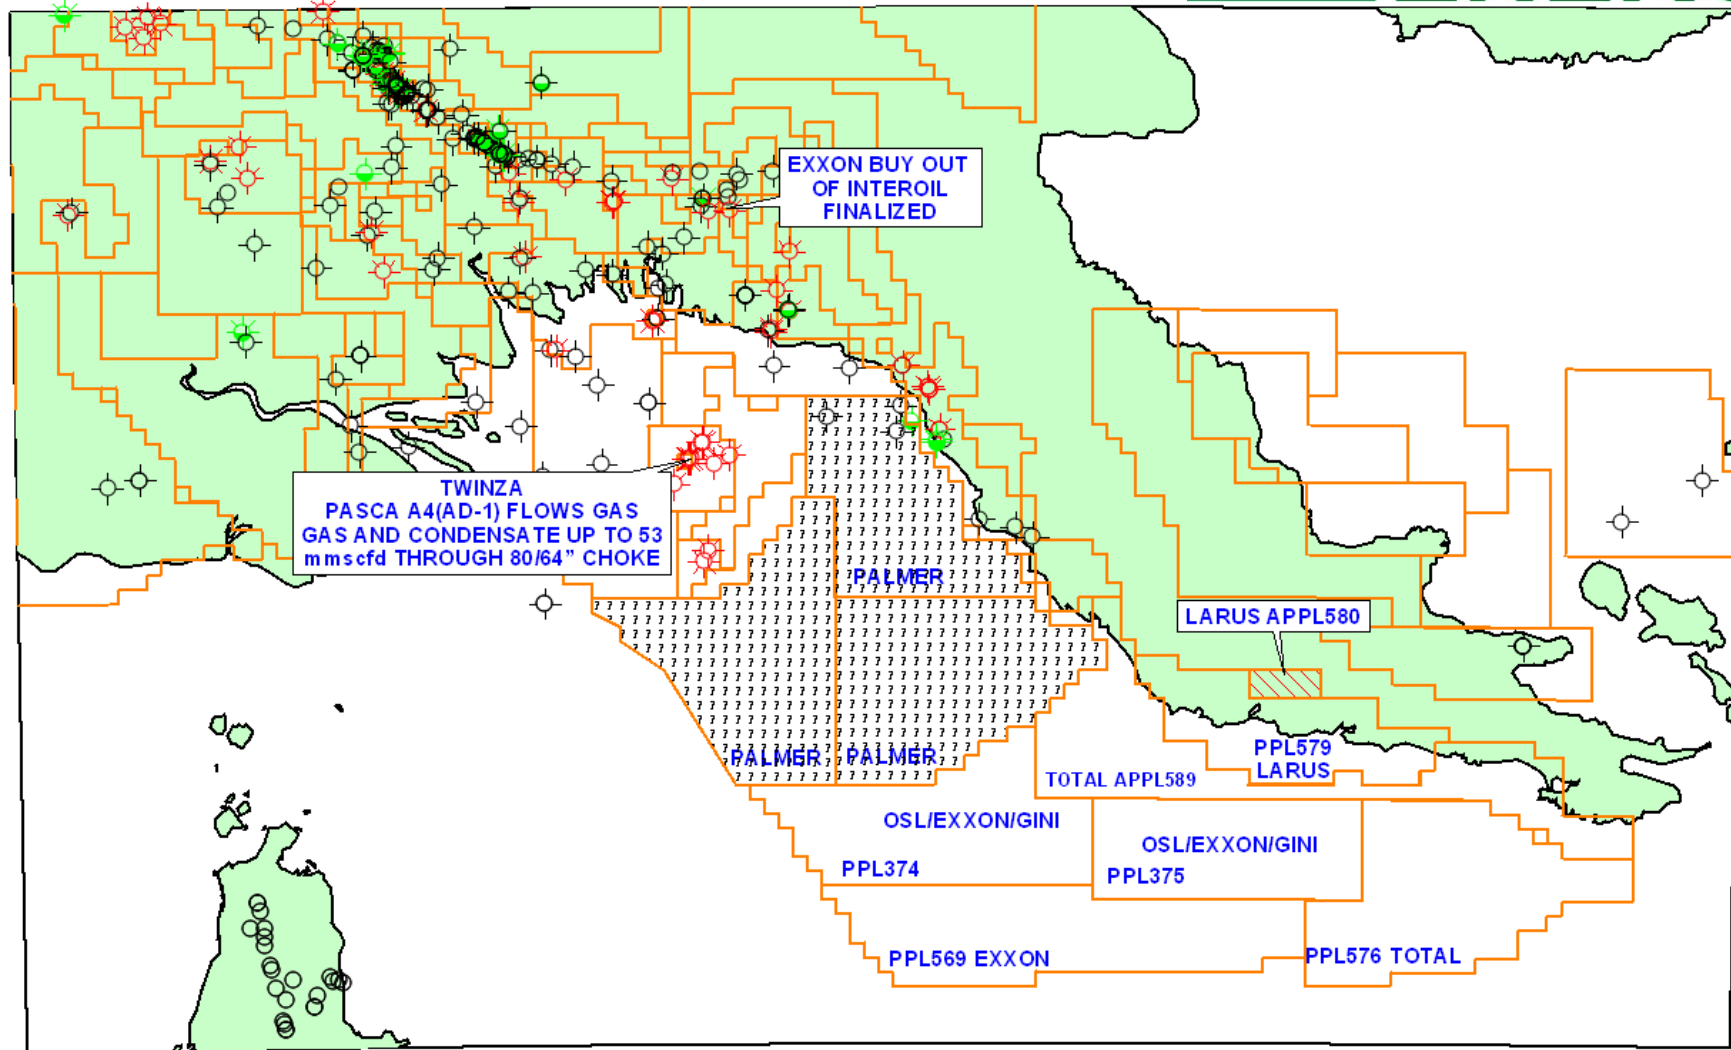 EXXON BUY OUT
OF INTEROIL
FINALIZED
TWINZA
PASCA A4(AD-1) FLOWS GAS
GAS AND CONDENSATE UP TO 53
mmscfd THROUGH 80/64” CHOKE
PALMER
LARUS APPL580
PALMER
PALMER
PPL579
LARUS
TOTAL APPL589
OSL/EXXON/GINI
OSL/EXXON/GINI
PPL374
PPL375
PPL569 EXXON
PPL576 TOTAL